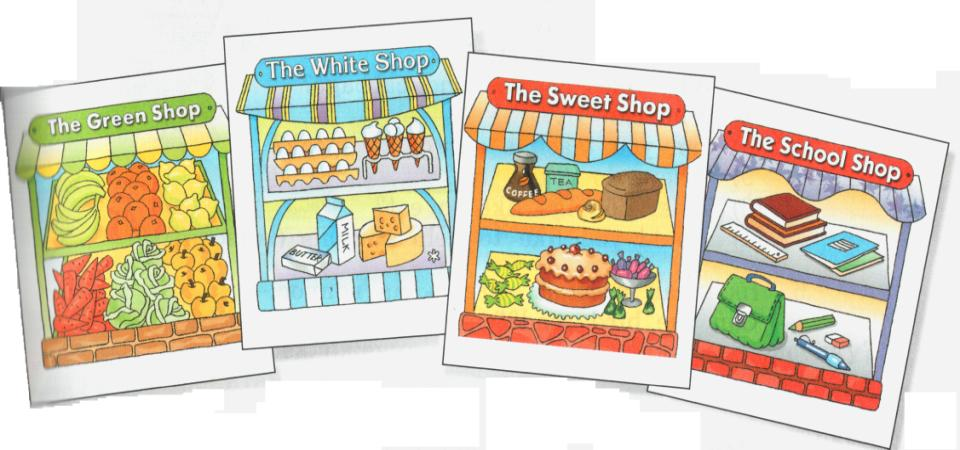 The Green Shop
The White Shop
MILK
BUTTER
The Sweet Shop
COFFEE
TEA
The School Shop